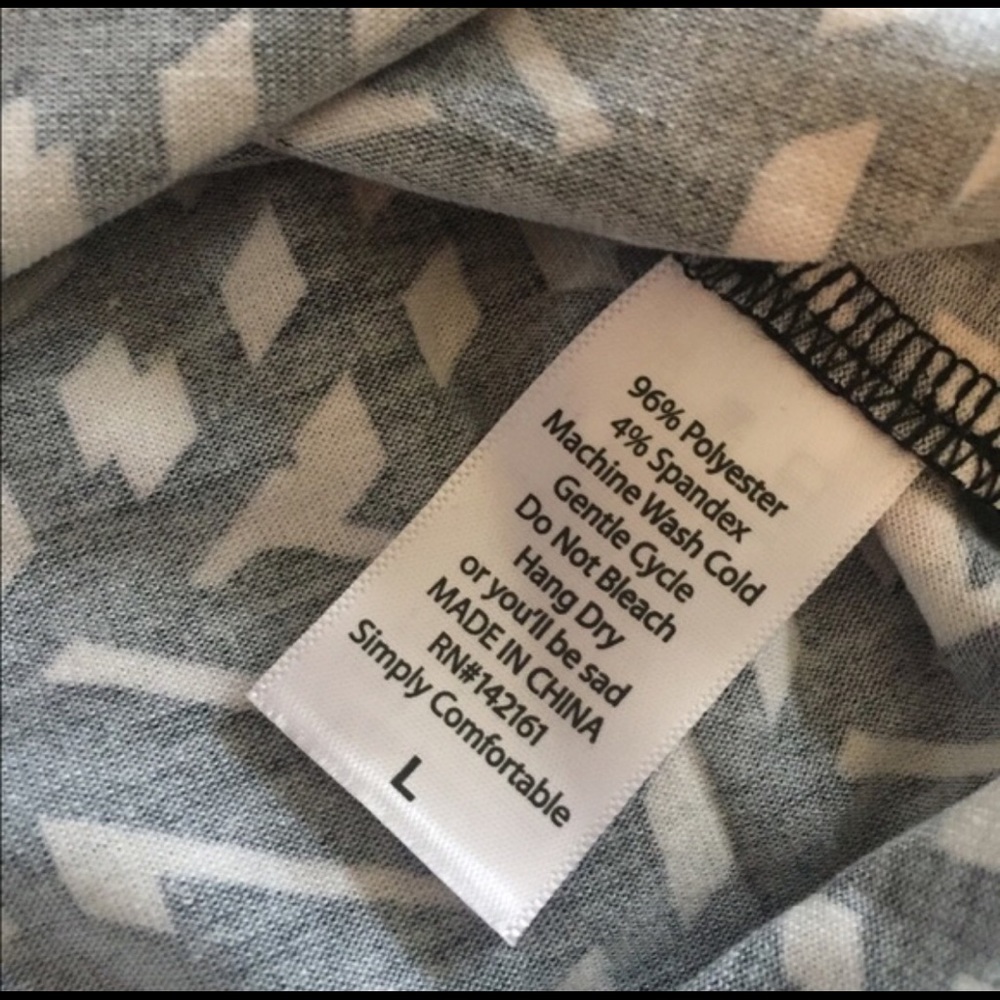 96% Polyester
4% Spandex
Machine Wash Cold
Gentle Cycle
Do Not Bleach
Hang Dry
or you'll be sad
MADE IN CHINA
RN#142161
Simply Comfortable
L